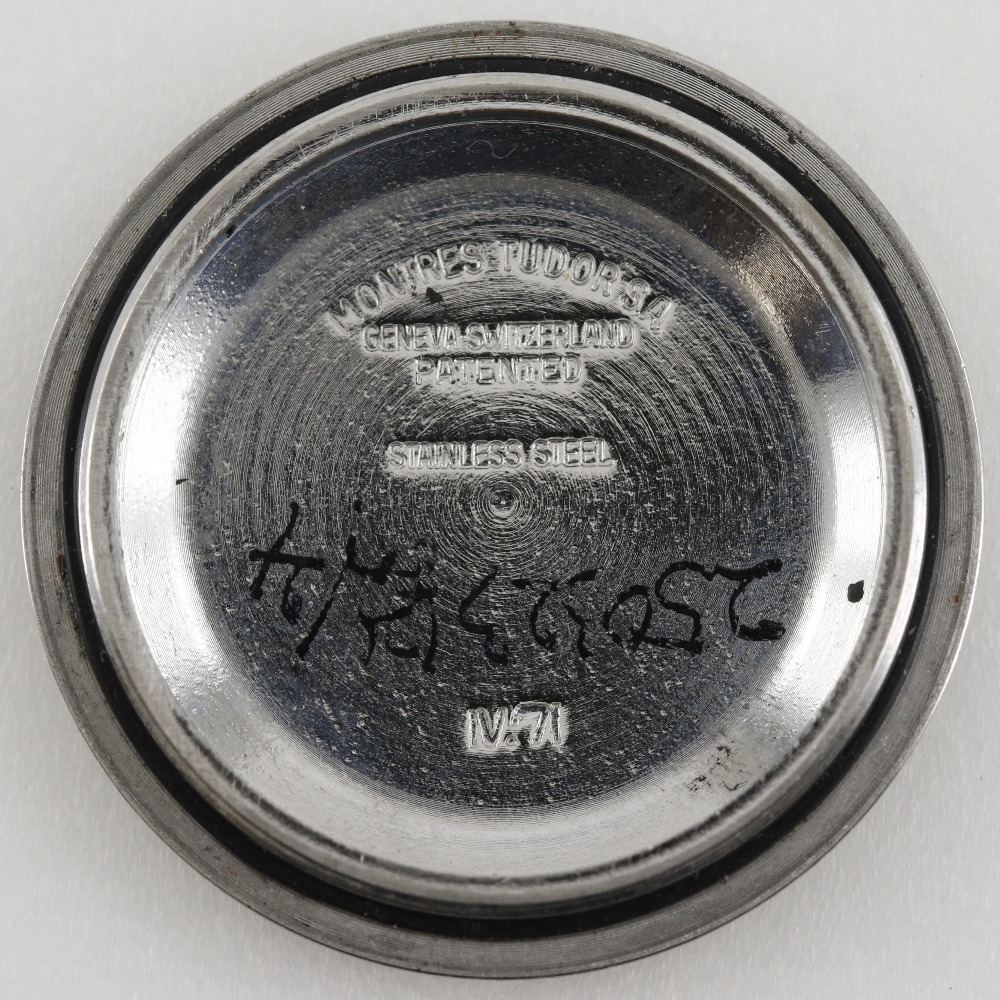 MONTRES TUDOR S.A
GENEVA-SWITZERLAND
PATENTED
STAINLESS STEEL
IV.71